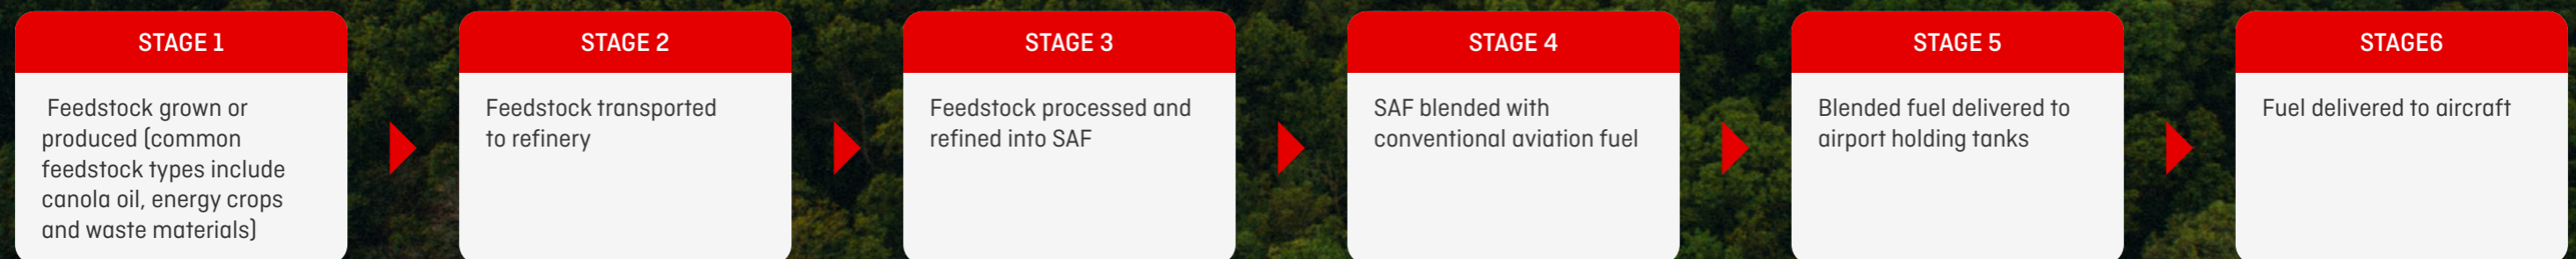 STAGE 1
Feedstock grown or
produced (common
feedstock types include
canola oil, energy crops
and waste materials)
STAGE 2
Feedstock transported
to refinery
STAGE 3
Feedstock processed and
refined into SAF
STAGE 4
SAF blended with
conventional aviation fuel
STAGE 5
Blended fuel delivered to
airport holding tanks
STAGE6
Fuel delivered to aircraft